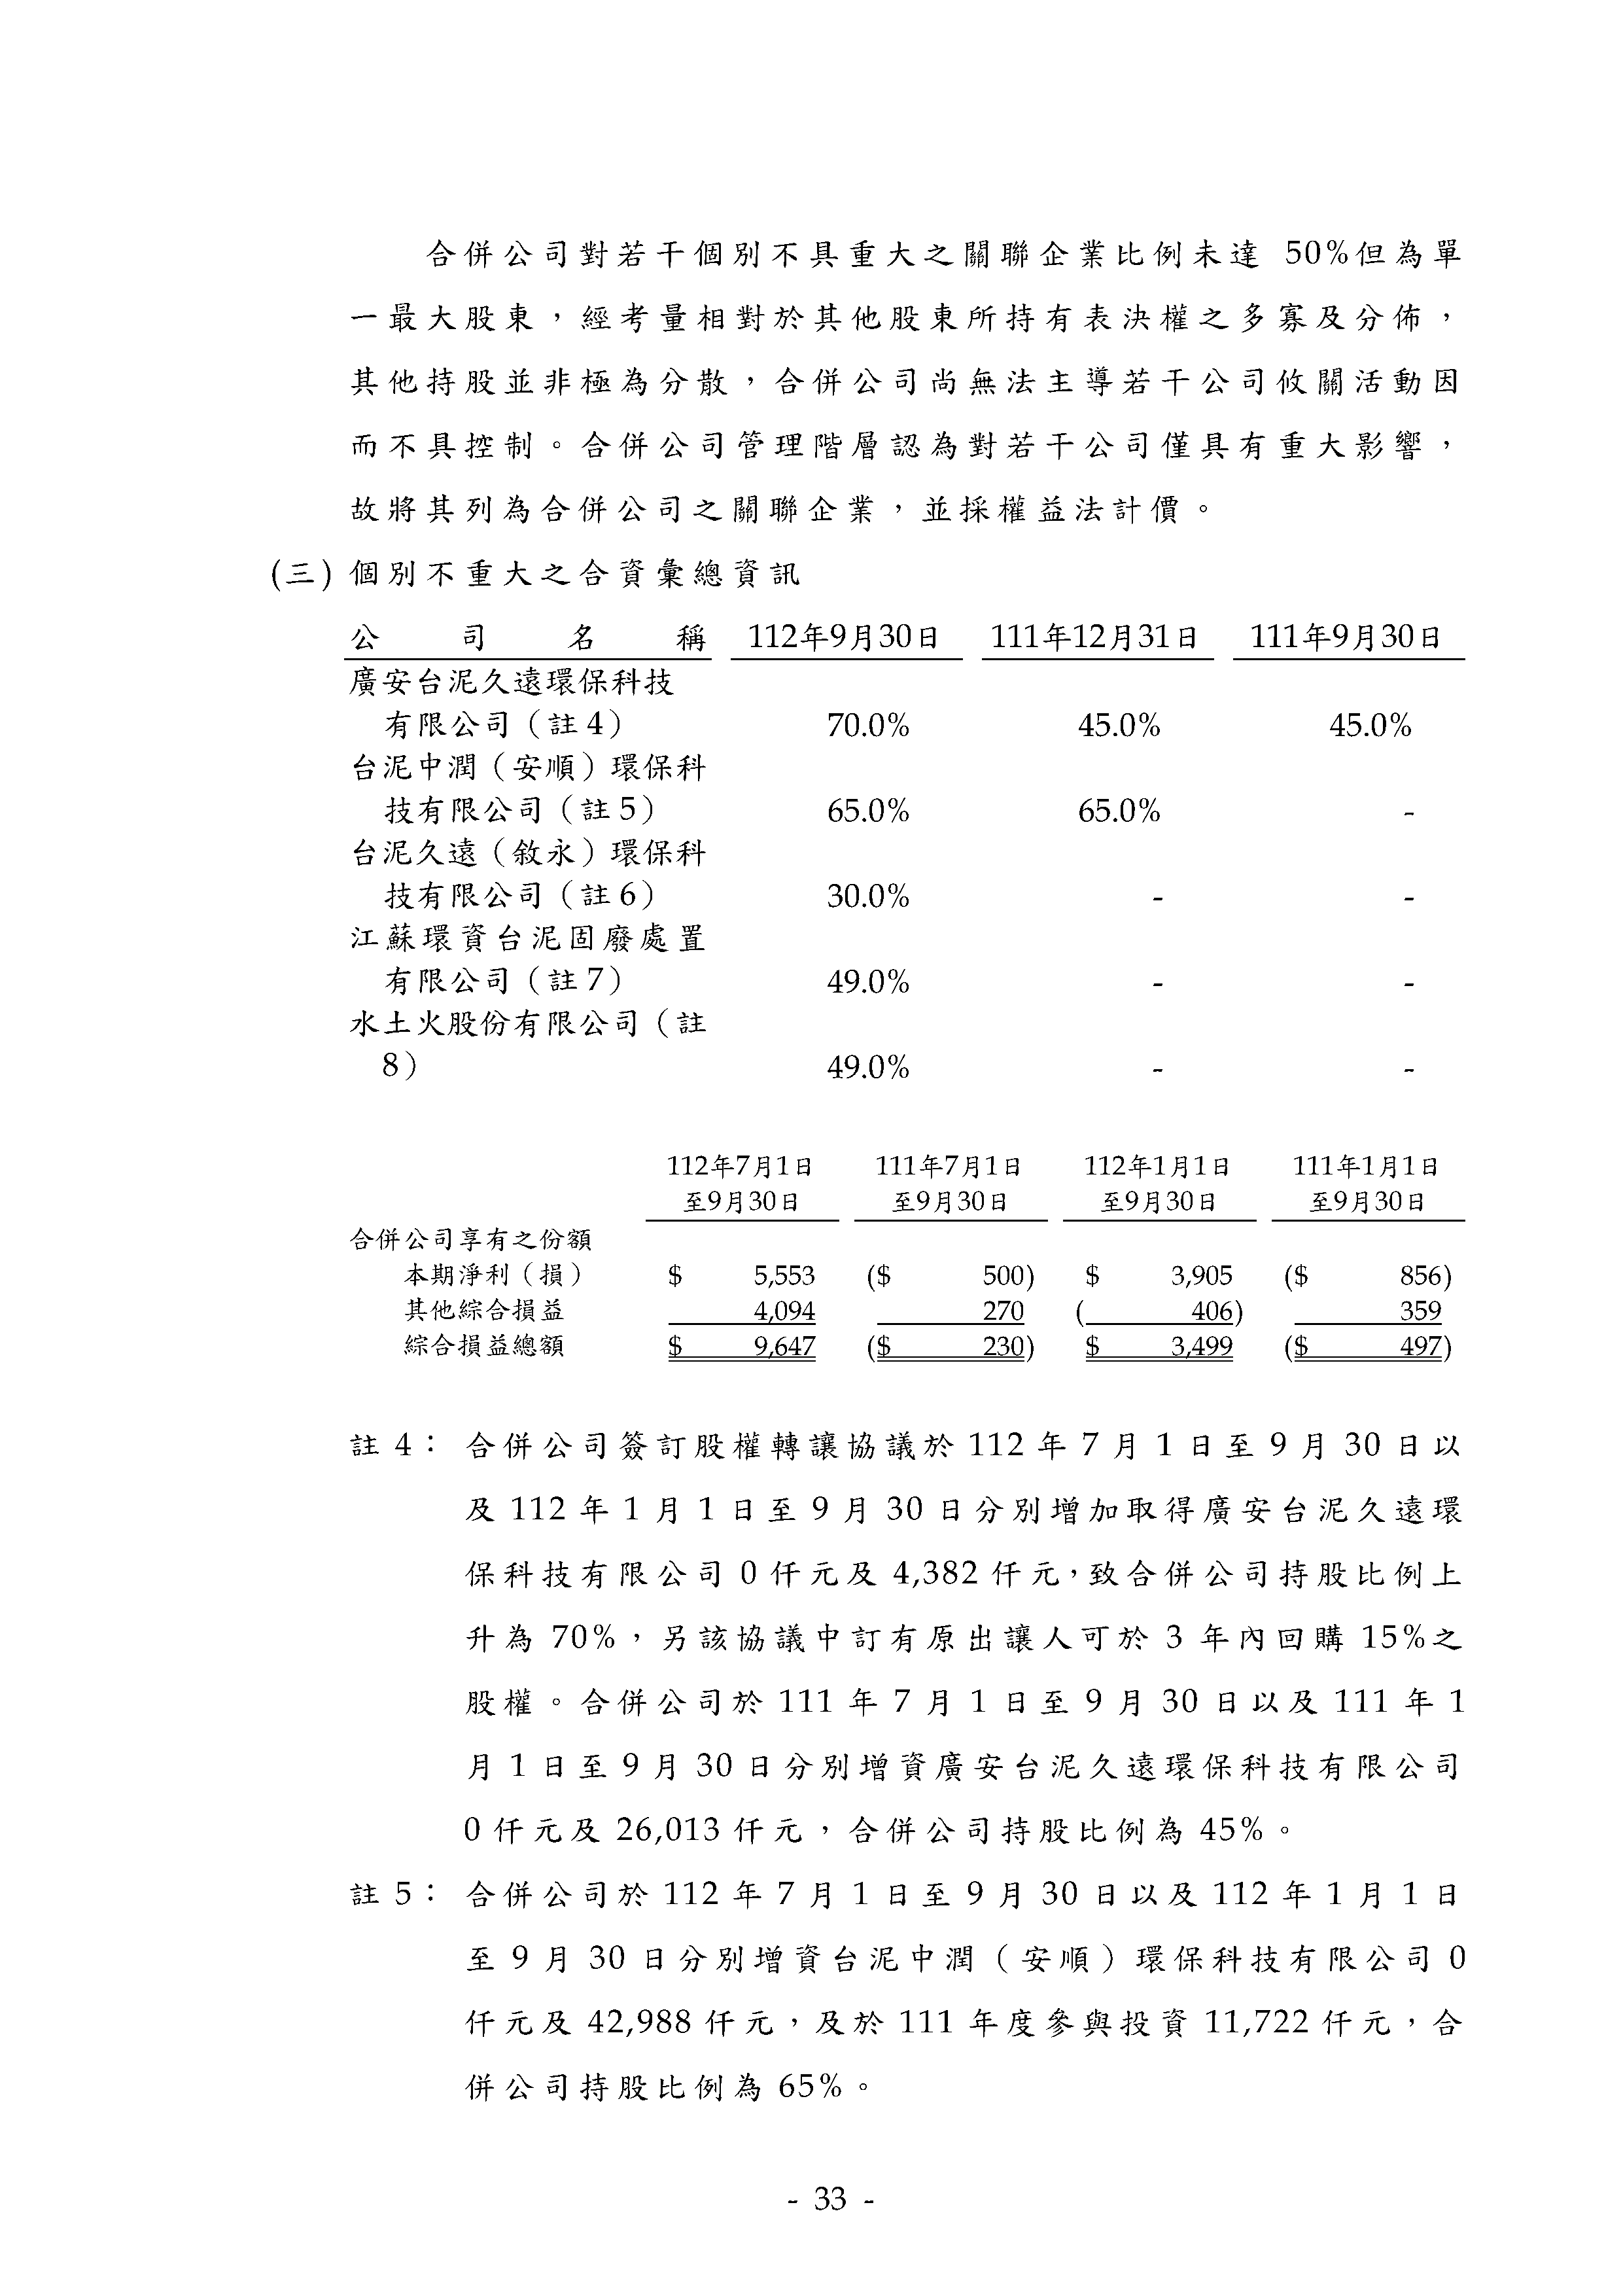 合併公司對若干個別不具重大之關聯企業比例未達 50%但為單
一最大股東，經考量相對於其他股東所持有表決權之多寡及分佈，
其他持股並非極為分散，合併公司尚無法主導若干公司攸關活動因
而不具控制。合併公司管理階層認為對若干公司僅具有重大影響，
故將其列為合併公司之關聯企業，並採權益法計價。
(三) 個別不重大之合資彙總資訊
公司名稱 112年9月30日 111年12月31日 111年9月30日
廣安台泥久遠環保科技
有限公司（註4） 70.0% 45.0% 45.0%
台泥中潤（安順）環保科
技有限公司（註5） 65.0% 65.0% -
台泥久遠（敘永）環保科
技有限公司（註6） 30.0% - -
江蘇環資台泥固廢處置
有限公司（註7） 49.0% - -
水土火股份有限公司（註
8） 49.0% - -
112年7月1日 111年7月1日 112年1月1日 111年1月1日
至9月30日 至9月30日 至9月30日 至9月30日
合併公司享有之份額
本期淨利（損） $ 5,553 ($ 500) $ 3,905 ($ 856)
其他綜合損益 4,094 270 ( 406) 359
綜合損益總額 $ 9,647 ($ 230) $ 3,499 ($ 497)
註 4： 合併公司簽訂股權轉讓協議於 112 年 7 月 1 日至 9 月 30 日以
及 112 年 1 月 1 日至 9 月 30 日分別增加取得廣安台泥久遠環
保科技有限公司 0 仟元及 4,382 仟元，致合併公司持股比例上
升為 70%，另該協議中訂有原出讓人可於 3 年內回購 15%之
股權。合併公司於 111 年 7 月 1 日至 9 月 30 日以及 111 年 1
月 1 日至 9 月 30 日分別增資廣安台泥久遠環保科技有限公司
0 仟元及 26,013 仟元，合併公司持股比例為 45%。
註 5： 合併公司於 112 年 7 月 1 日至 9 月 30 日以及 112 年 1 月 1 日
至 9 月 30 日分別增資台泥中潤（安順）環保科技有限公司 0
仟元及 42,988 仟元，及於 111 年度參與投資 11,722 仟元，合
併公司持股比例為 65%。
- 33 -